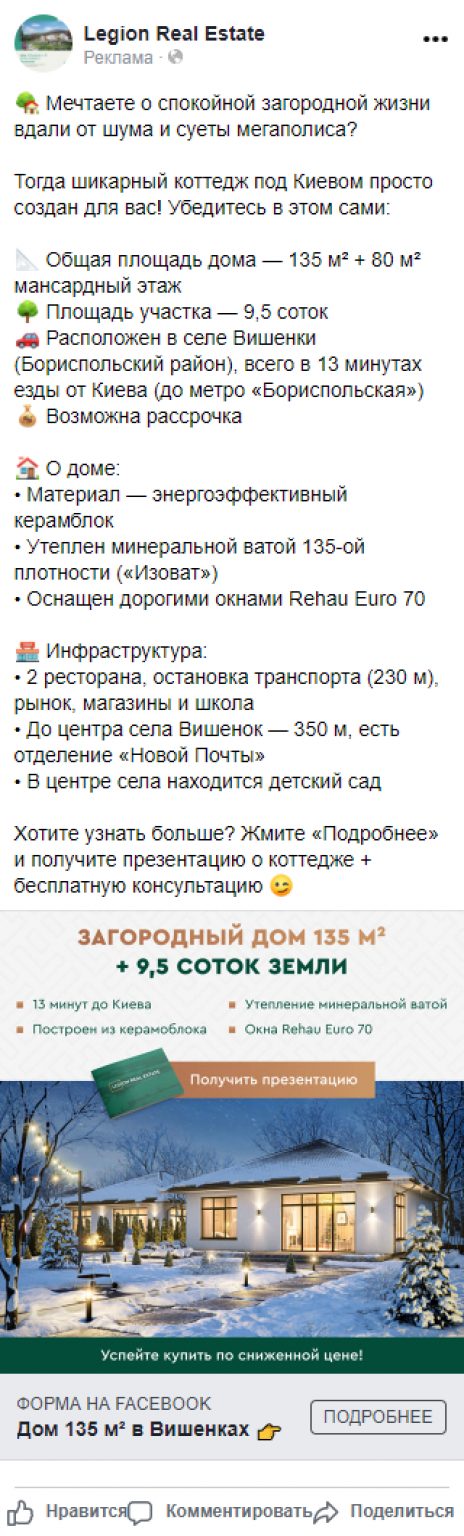 Legion Real Estate
Реклама ·
🏡 Мечтаете о спокойной загородной жизни
вдали от шума и суеты мегаполиса?
Тогда шикарный коттедж под Киевом просто
создан для вас! Убедитесь в этом сами:
📐 Общая площадь дома — 135 м² + 80 м²
мансардный этаж
🌳 Площадь участка — 9,5 соток
🚗 Расположен в селе Вишенки
(Бориспольский район), всего в 13 минутах
езды от Киева (до метро «Бориспольская»)
💰 Возможна рассрочка
🏠 О доме:
• Материал — энергоэффективный
керамблок
• Утеплен минеральной ватой 135-ой
плотности («Изоват»)
• Оснащен дорогими окнами Rehau Euro 70
🏪 Инфраструктура:
• 2 ресторана, остановка транспорта (230 м),
рынок, магазины и школа
• До центра села Вишенок — 350 м, есть
отделение «Новой Почты»
• В центре села находится детский сад
Хотите узнать больше? Жмите «Подробнее»
и получите презентацию о коттедже +
бесплатную консультацию 😉
ЗАГОРОДНЫЙ ДОМ 135 М²
+ 9,5 СОТОК ЗЕМЛИ
▪ 13 минут до Киева ▪ Утепление минеральной ватой
▪ Построен из керамоблока ▪ Окна Rehau Euro 70
LEGION REAL ESTATE
Получить презентацию
Успейте купить по сниженной цене!
ФОРМА НА FACEBOOK
Дом 135 м² в Вишенках 👉
ПОДРОБНЕЕ
Нравится Комментировать Поделиться